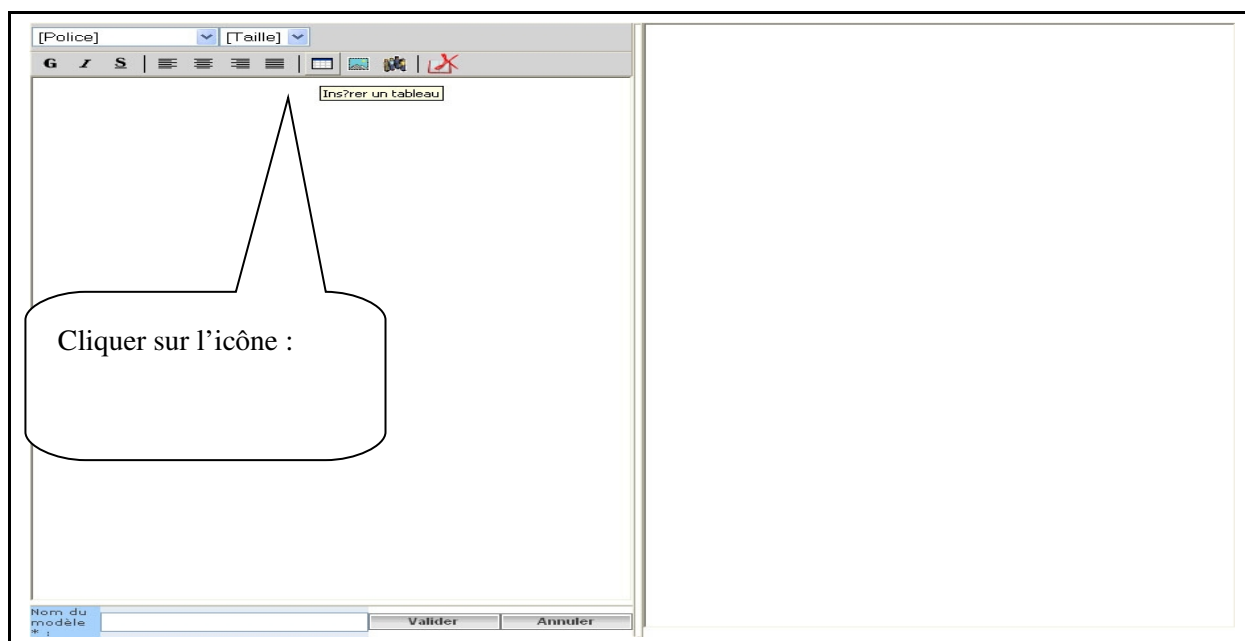 [Police] [Taille]
G I S
Ins?rer un tableau
Cliquer sur l’icône :
Nom du
modèle
* :
Valider Annuler